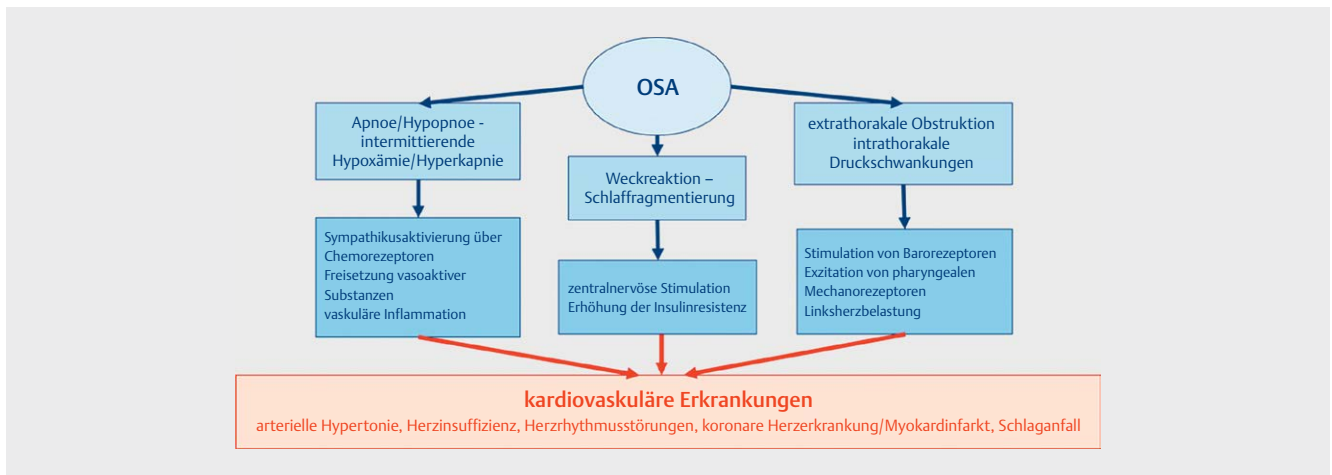 OSA
Apnoe/Hypopnoe -
intermittierende
Hypoxämie/Hyperkapnie
Weckreaktion –
Schlaffragmentierung
extrathorakale Obstruktion
intrathorakale
Druckschwankungen
Sympathikusaktivierung über
Chemorezeptoren
Freisetzung vasoaktiver
Substanzen
vaskuläre Inflammation
zentralnervöse Stimulation
Erhöhung der Insulinresistenz
Stimulation von Barorezeptoren
Exzitation von pharyngealen
Mechanorezeptoren
Linksherzbelastung
kardiovaskuläre Erkrankungen
arterielle Hypertonie, Herzinsuffizienz, Herzrhythmusstörungen, koronare Herzerkrankung/Myokardinfarkt, Schlaganfall